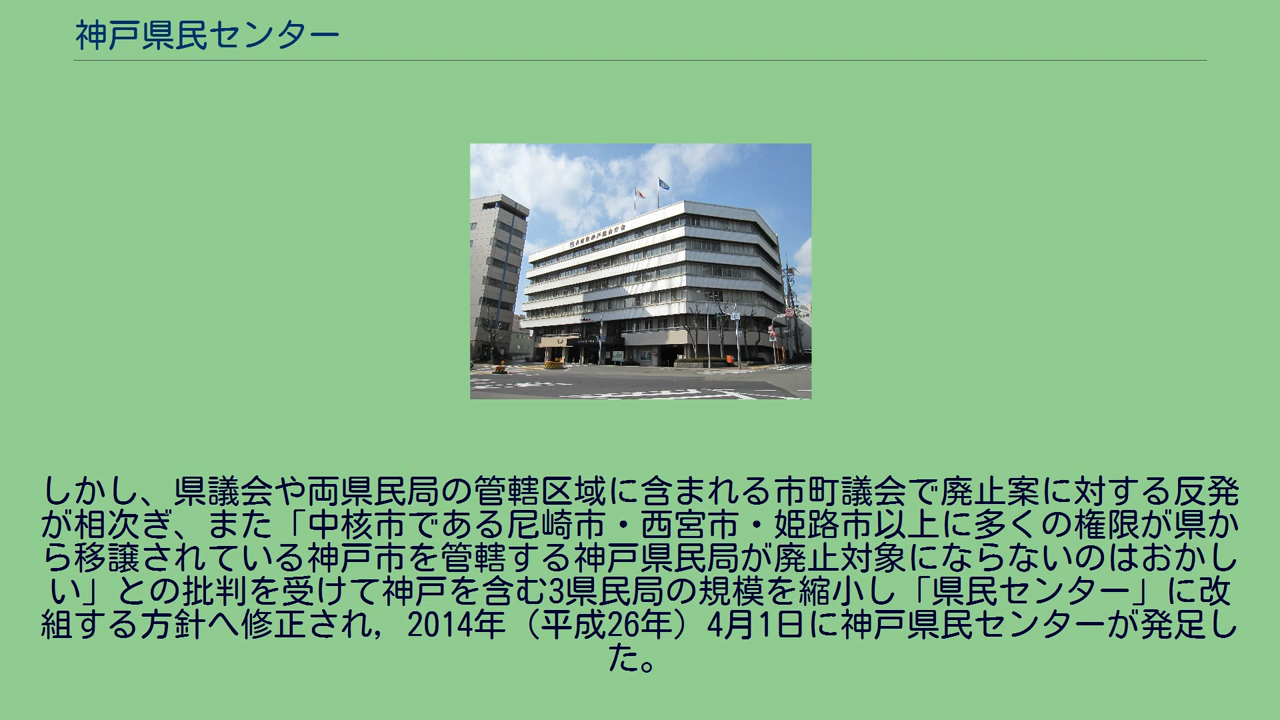 神戸県民センター
しかし、県議会や両県民局の管轄区域に含まれる市町議会で廃止案に対する反発
が相次ぎ、また「中核市である尼崎市・西宮市・姫路市以上に多くの権限が県か
ら移譲されている神戸市を管轄する神戸県民局が廃止対象にならないのはおかし
い」との批判を受けて神戸を含む3県民局の規模を縮小し「県民センター」に改
組する方針へ修正され，2014年（平成26年）4月1日に神戸県民センターが発足し
た。